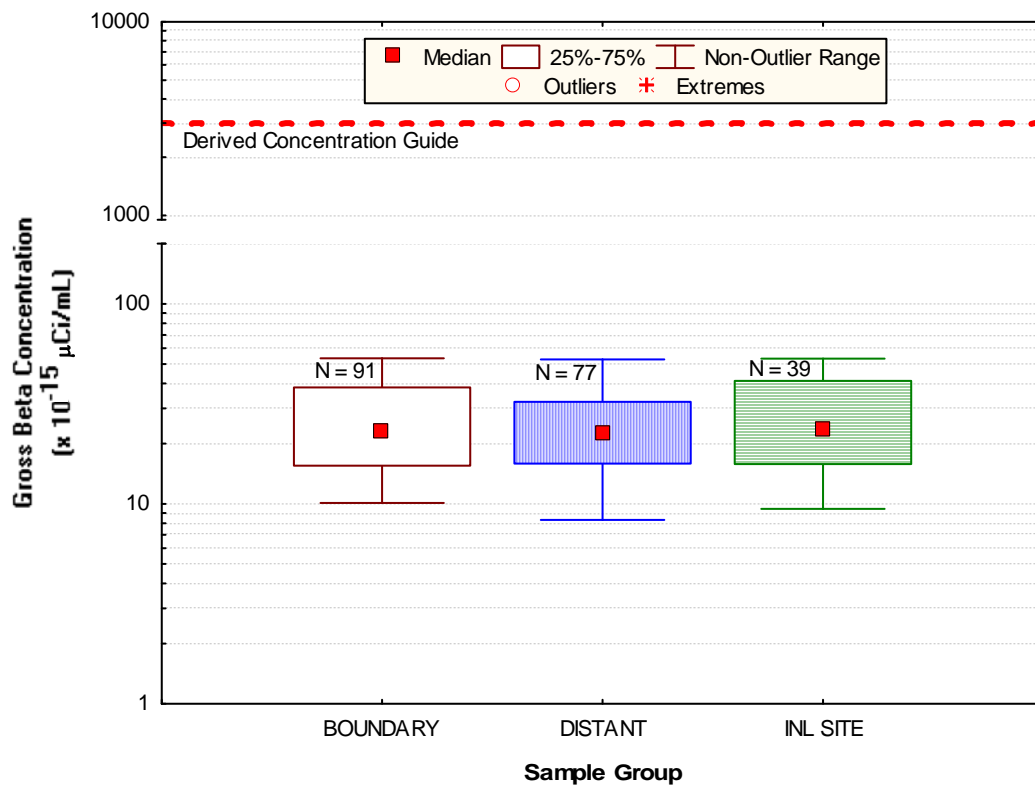 10000
Median 25%-75% Non-Outlier Range
Outliers Extremes
Derived Concentration Guide
1000
Gross Beta Concentration
(x 10⁻¹⁵ µCi/mL)
100
N = 91
N = 77
N = 39
10
1
BOUNDARY DISTANT INL SITE
Sample Group